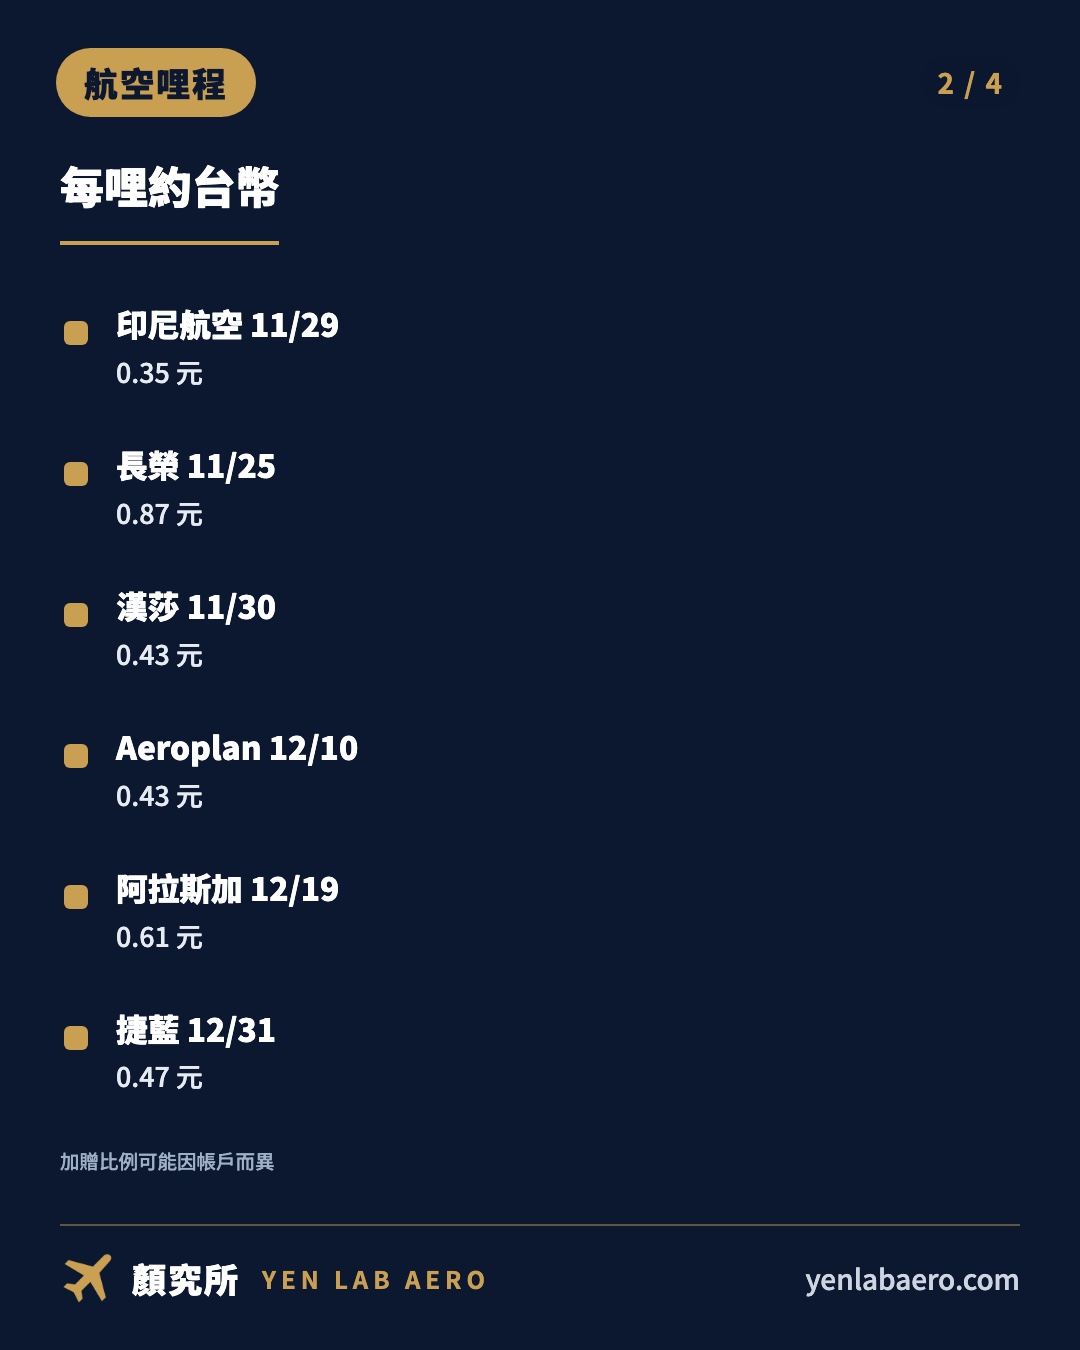 航空哩程
2 / 4
每哩約台幣
印尼航空 11/29
0.35 元
長榮 11/25
0.87 元
漢莎 11/30
0.43 元
Aeroplan 12/10
0.43 元
阿拉斯加 12/19
0.61 元
捷藍 12/31
0.47 元
加贈比例可能因帳戶而異
顏究所 YEN LAB AERO
yenlabaero.com